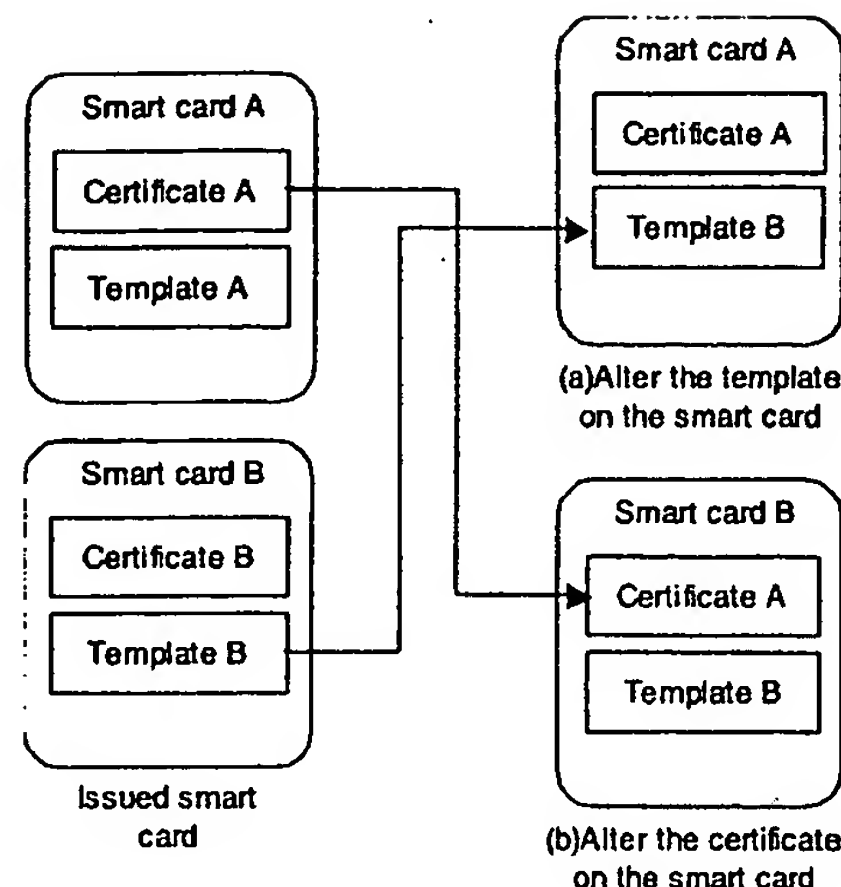 Smart card A
Certificate A
Template A
Smart card B
Certificate B
Template B
Issued smart
card
Smart card A
Certificate A
Template B
(a)Alter the template
on the smart card
Smart card B
Certificate A
Template B
(b)Alter the certificate
on the smart card